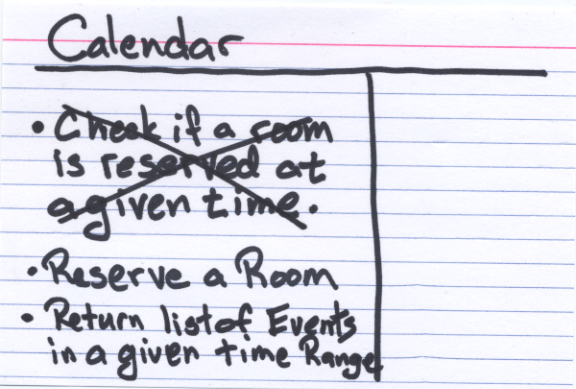 Calendar
• Check if a room
is reserved at
a given time.
• Reserve a Room
• Return list of Events
in a given time Range